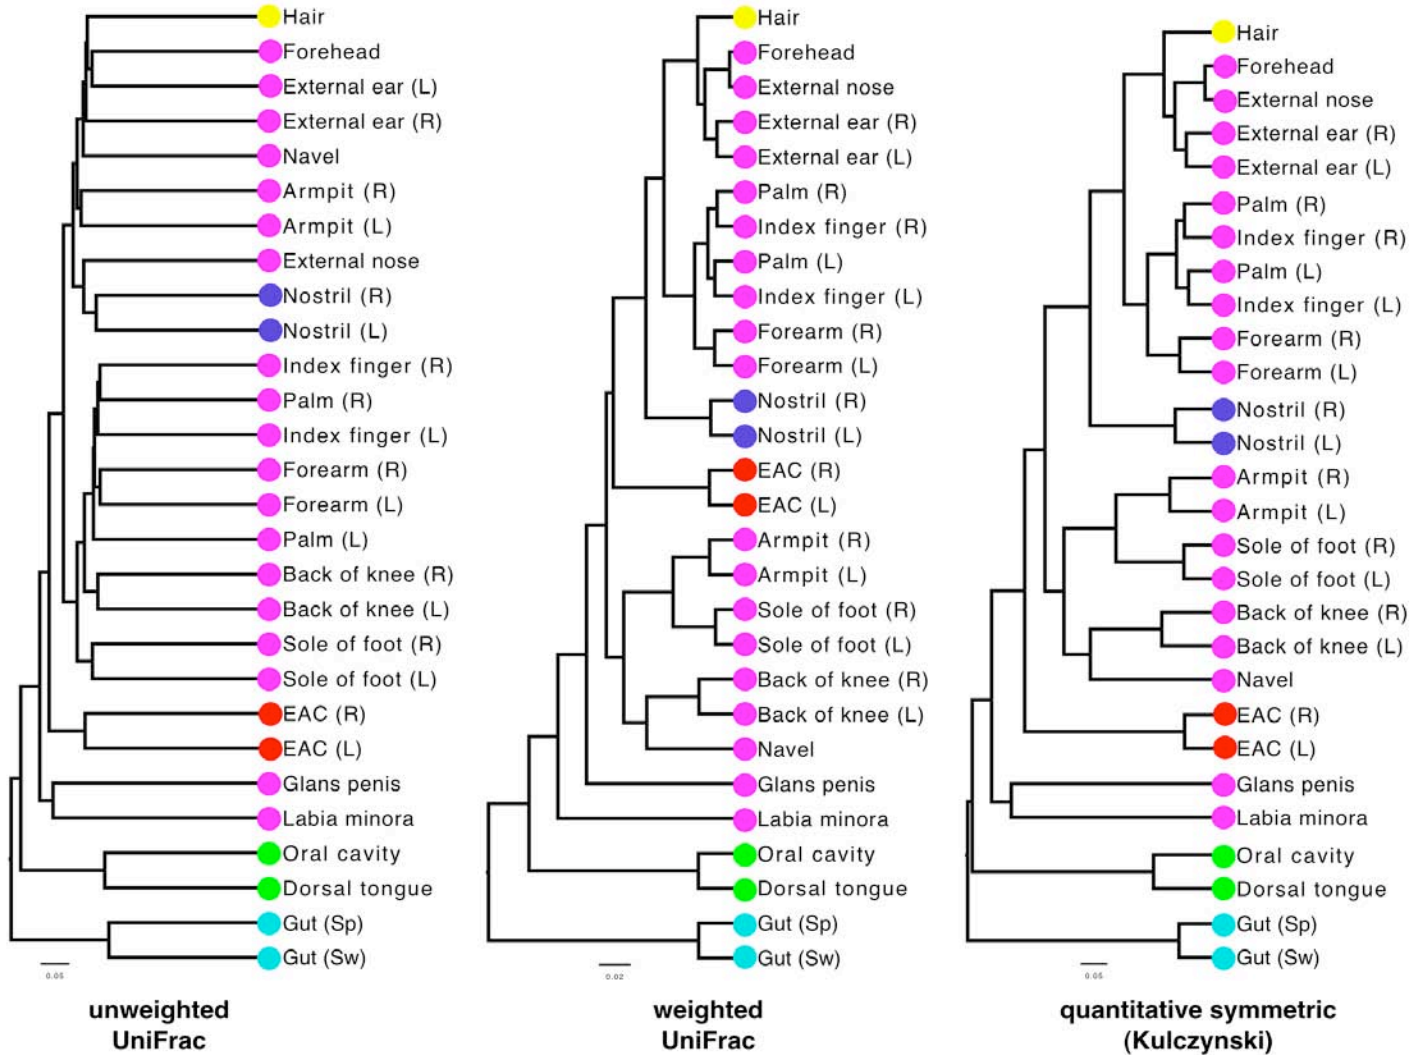 Hair
Forehead
External ear (L)
External ear (R)
Navel
Armpit (R)
Armpit (L)
External nose
Nostril (R)
Nostril (L)
Index finger (R)
Palm (R)
Index finger (L)
Forearm (R)
Forearm (L)
Palm (L)
Back of knee (R)
Back of knee (L)
Sole of foot (R)
Sole of foot (L)
EAC (R)
EAC (L)
Glans penis
Labia minora
Oral cavity
Dorsal tongue
Gut (Sp)
Gut (Sw)
0.05
unweighted
UniFrac
Hair
Forehead
External nose
External ear (R)
External ear (L)
Palm (R)
Index finger (R)
Palm (L)
Index finger (L)
Forearm (R)
Forearm (L)
Nostril (R)
Nostril (L)
EAC (R)
EAC (L)
Armpit (R)
Armpit (L)
Sole of foot (R)
Sole of foot (L)
Back of knee (R)
Back of knee (L)
Navel
Glans penis
Labia minora
Oral cavity
Dorsal tongue
Gut (Sp)
Gut (Sw)
0.02
weighted
UniFrac
Hair
Forehead
External nose
External ear (R)
External ear (L)
Palm (R)
Index finger (R)
Palm (L)
Index finger (L)
Forearm (R)
Forearm (L)
Nostril (R)
Nostril (L)
Armpit (R)
Armpit (L)
Sole of foot (R)
Sole of foot (L)
Back of knee (R)
Back of knee (L)
Navel
EAC (R)
EAC (L)
Glans penis
Labia minora
Oral cavity
Dorsal tongue
Gut (Sp)
Gut (Sw)
0.05
quantitative symmetric
(Kulczynski)